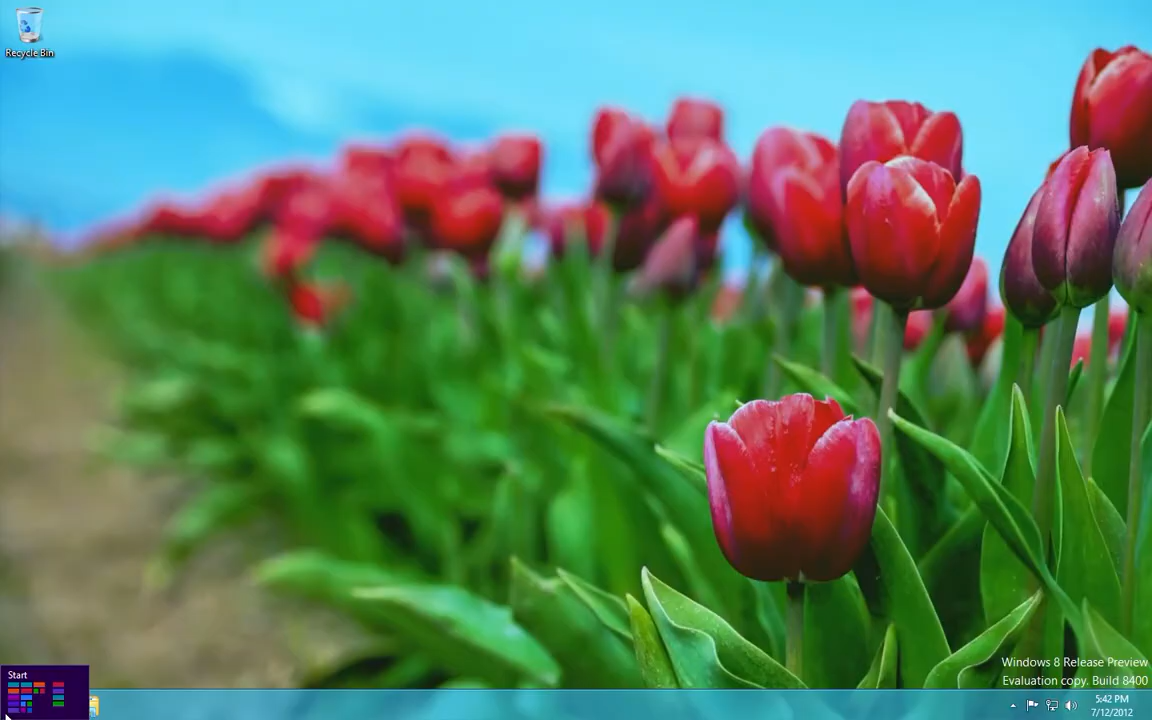 Recycle Bin
Start
Windows 8 Release Preview
Evaluation copy. Build 8400
5:42 PM
7/12/2012